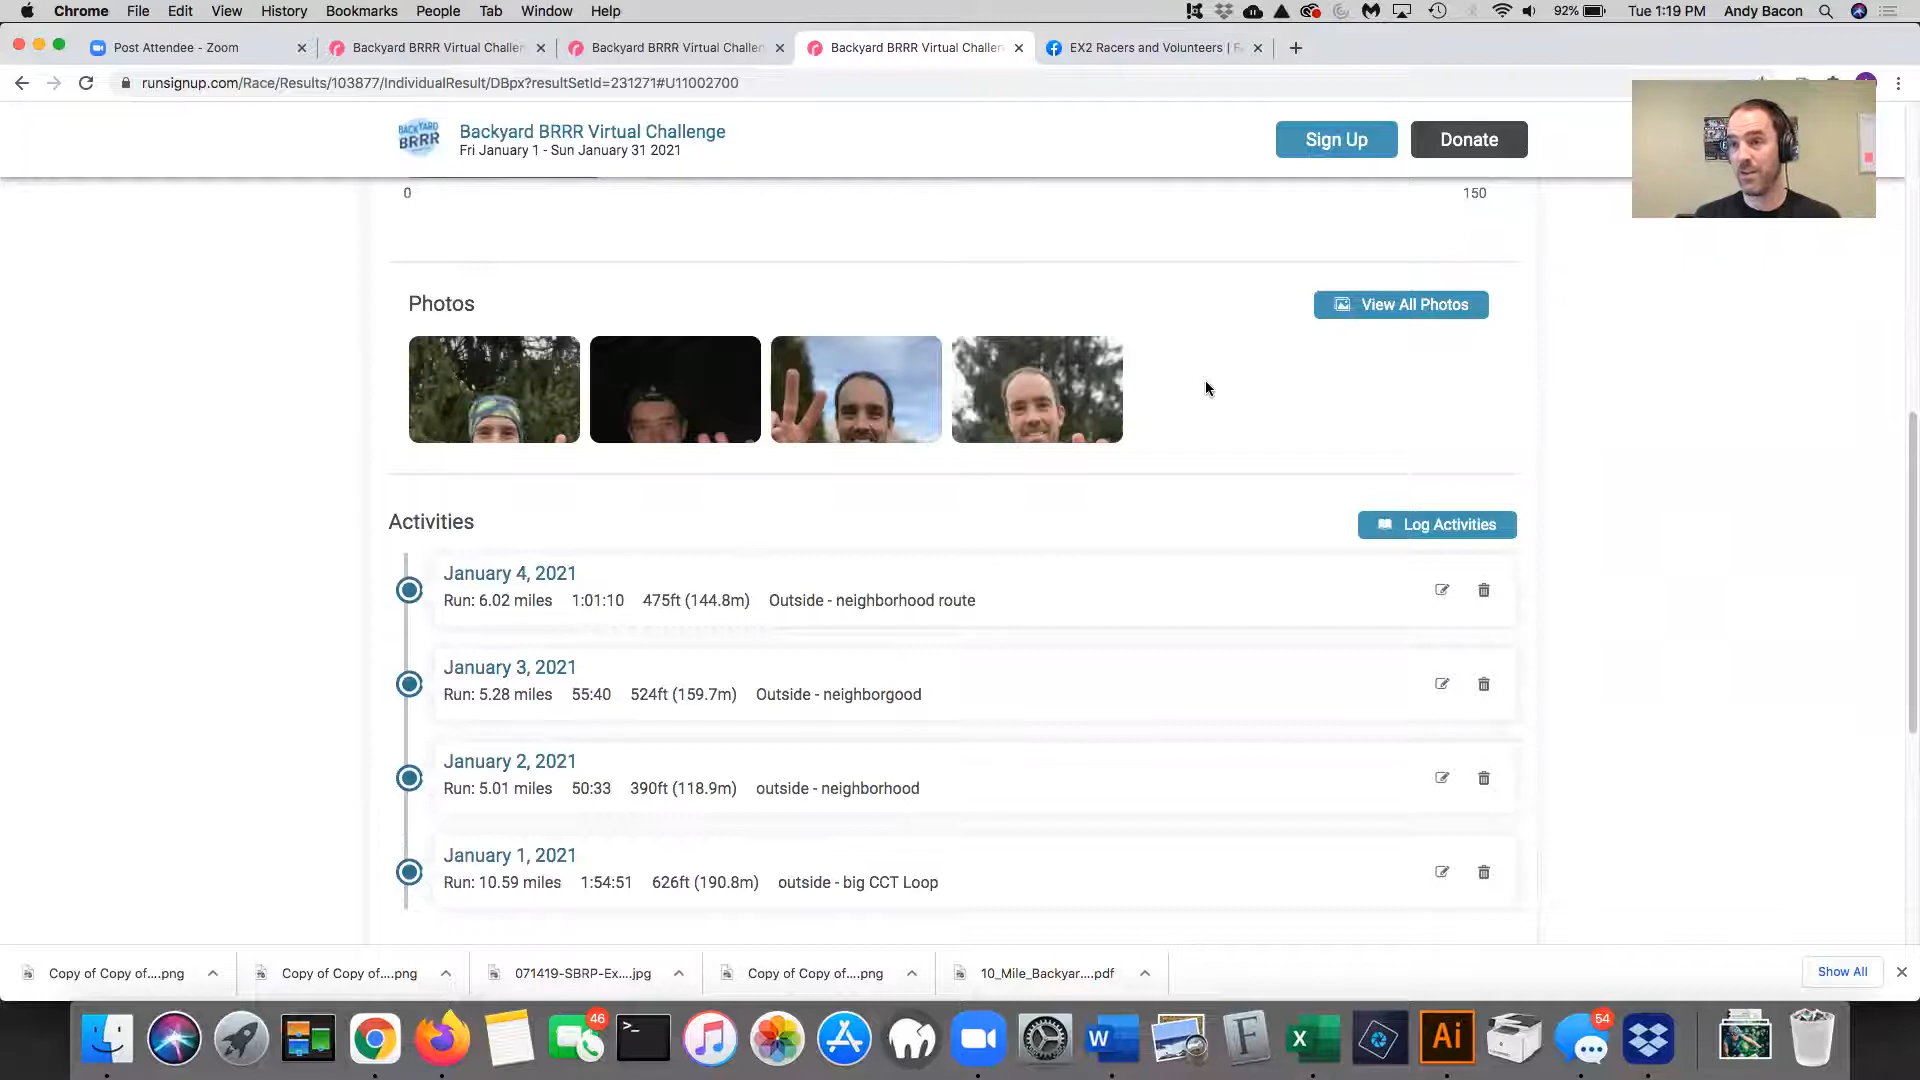 Chrome File Edit View History Bookmarks People Tab Window Help 92% Tue 1:19 PM Andy Bacon
Post Attendee - Zoom Backyard BRRR Virtual Challen Backyard BRRR Virtual Challen Backyard BRRR Virtual Challen EX2 Racers and Volunteers |
runsignup.com/Race/Results/103877/IndividualResult/DBpx?resultSetId=231271#U11002700
BACKYARD
BRRR
Backyard BRRR Virtual Challenge
Fri January 1 - Sun January 31 2021
Sign Up Donate
0 150
Photos View All Photos
Activities Log Activities
January 4, 2021
Run: 6.02 miles 1:01:10 475ft (144.8m) Outside - neighborhood route
January 3, 2021
Run: 5.28 miles 55:40 524ft (159.7m) Outside - neighborgood
January 2, 2021
Run: 5.01 miles 50:33 390ft (118.9m) outside - neighborhood
January 1, 2021
Run: 10.59 miles 1:54:51 626ft (190.8m) outside - big CCT Loop
Copy of Copy of....png Copy of Copy of....png 071419-SBRP-Ex....jpg Copy of Copy of....png 10_Mile_Backyar....pdf Show All
46 54
>_ W F X Ai